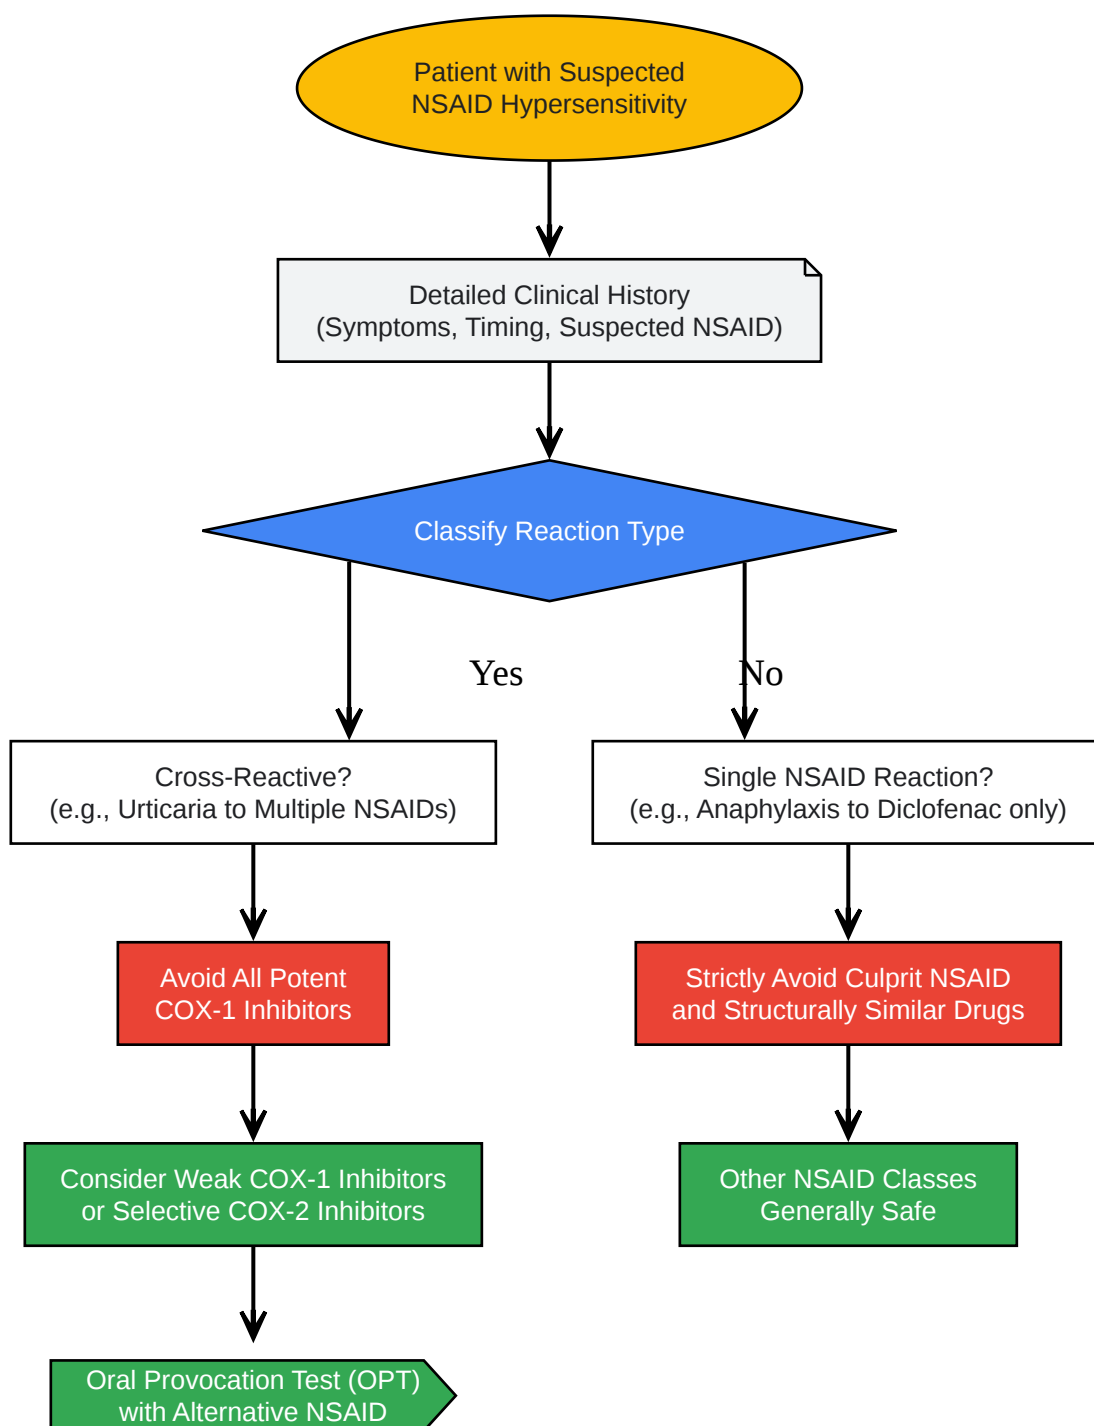 Patient with Suspected
NSAID Hypersensitivity
Detailed Clinical History
(Symptoms, Timing, Suspected NSAID)
Classify Reaction Type
Yes
No
Cross-Reactive?
(e.g., Urticaria to Multiple NSAIDs)
Single NSAID Reaction?
(e.g., Anaphylaxis to Diclofenac only)
Avoid All Potent
COX-1 Inhibitors
Strictly Avoid Culprit NSAID
and Structurally Similar Drugs
Consider Weak COX-1 Inhibitors
or Selective COX-2 Inhibitors
Other NSAID Classes
Generally Safe
Oral Provocation Test (OPT)
with Alternative NSAID